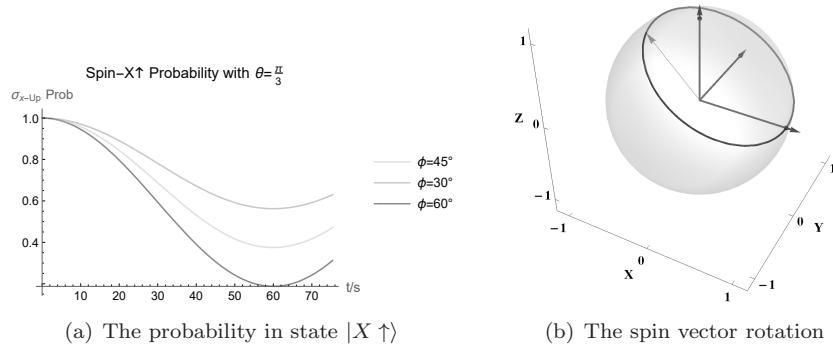 Spin-X↑ Probability with θ=π/3
σx-Up Prob
1.0
0.8
0.6
0.4
10 20 30 40 50 60 70
t/s
ϕ=45°
ϕ=30°
ϕ=60°
(a) The probability in state |X ↑⟩
1
Z 0
-1
-1
0
X
1
-1
0 Y
1
(b) The spin vector rotation